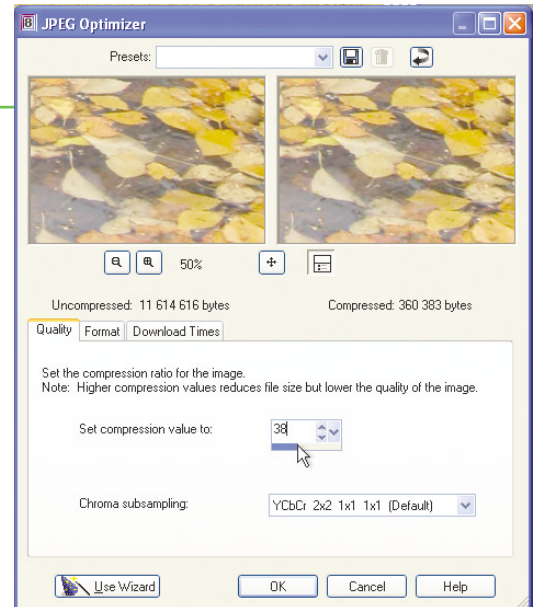 JPEG Optimizer
Presets:
50%
Uncompressed: 11 614 616 bytes Compressed: 360 383 bytes
Quality Format Download Times
Set the compression ratio for the image.
Note: Higher compression values reduces file size but lower the quality of the image.
Set compression value to: 38
Chroma subsampling: YCbCr 2x2 1x1 1x1 (Default)
Use Wizard OK Cancel Help